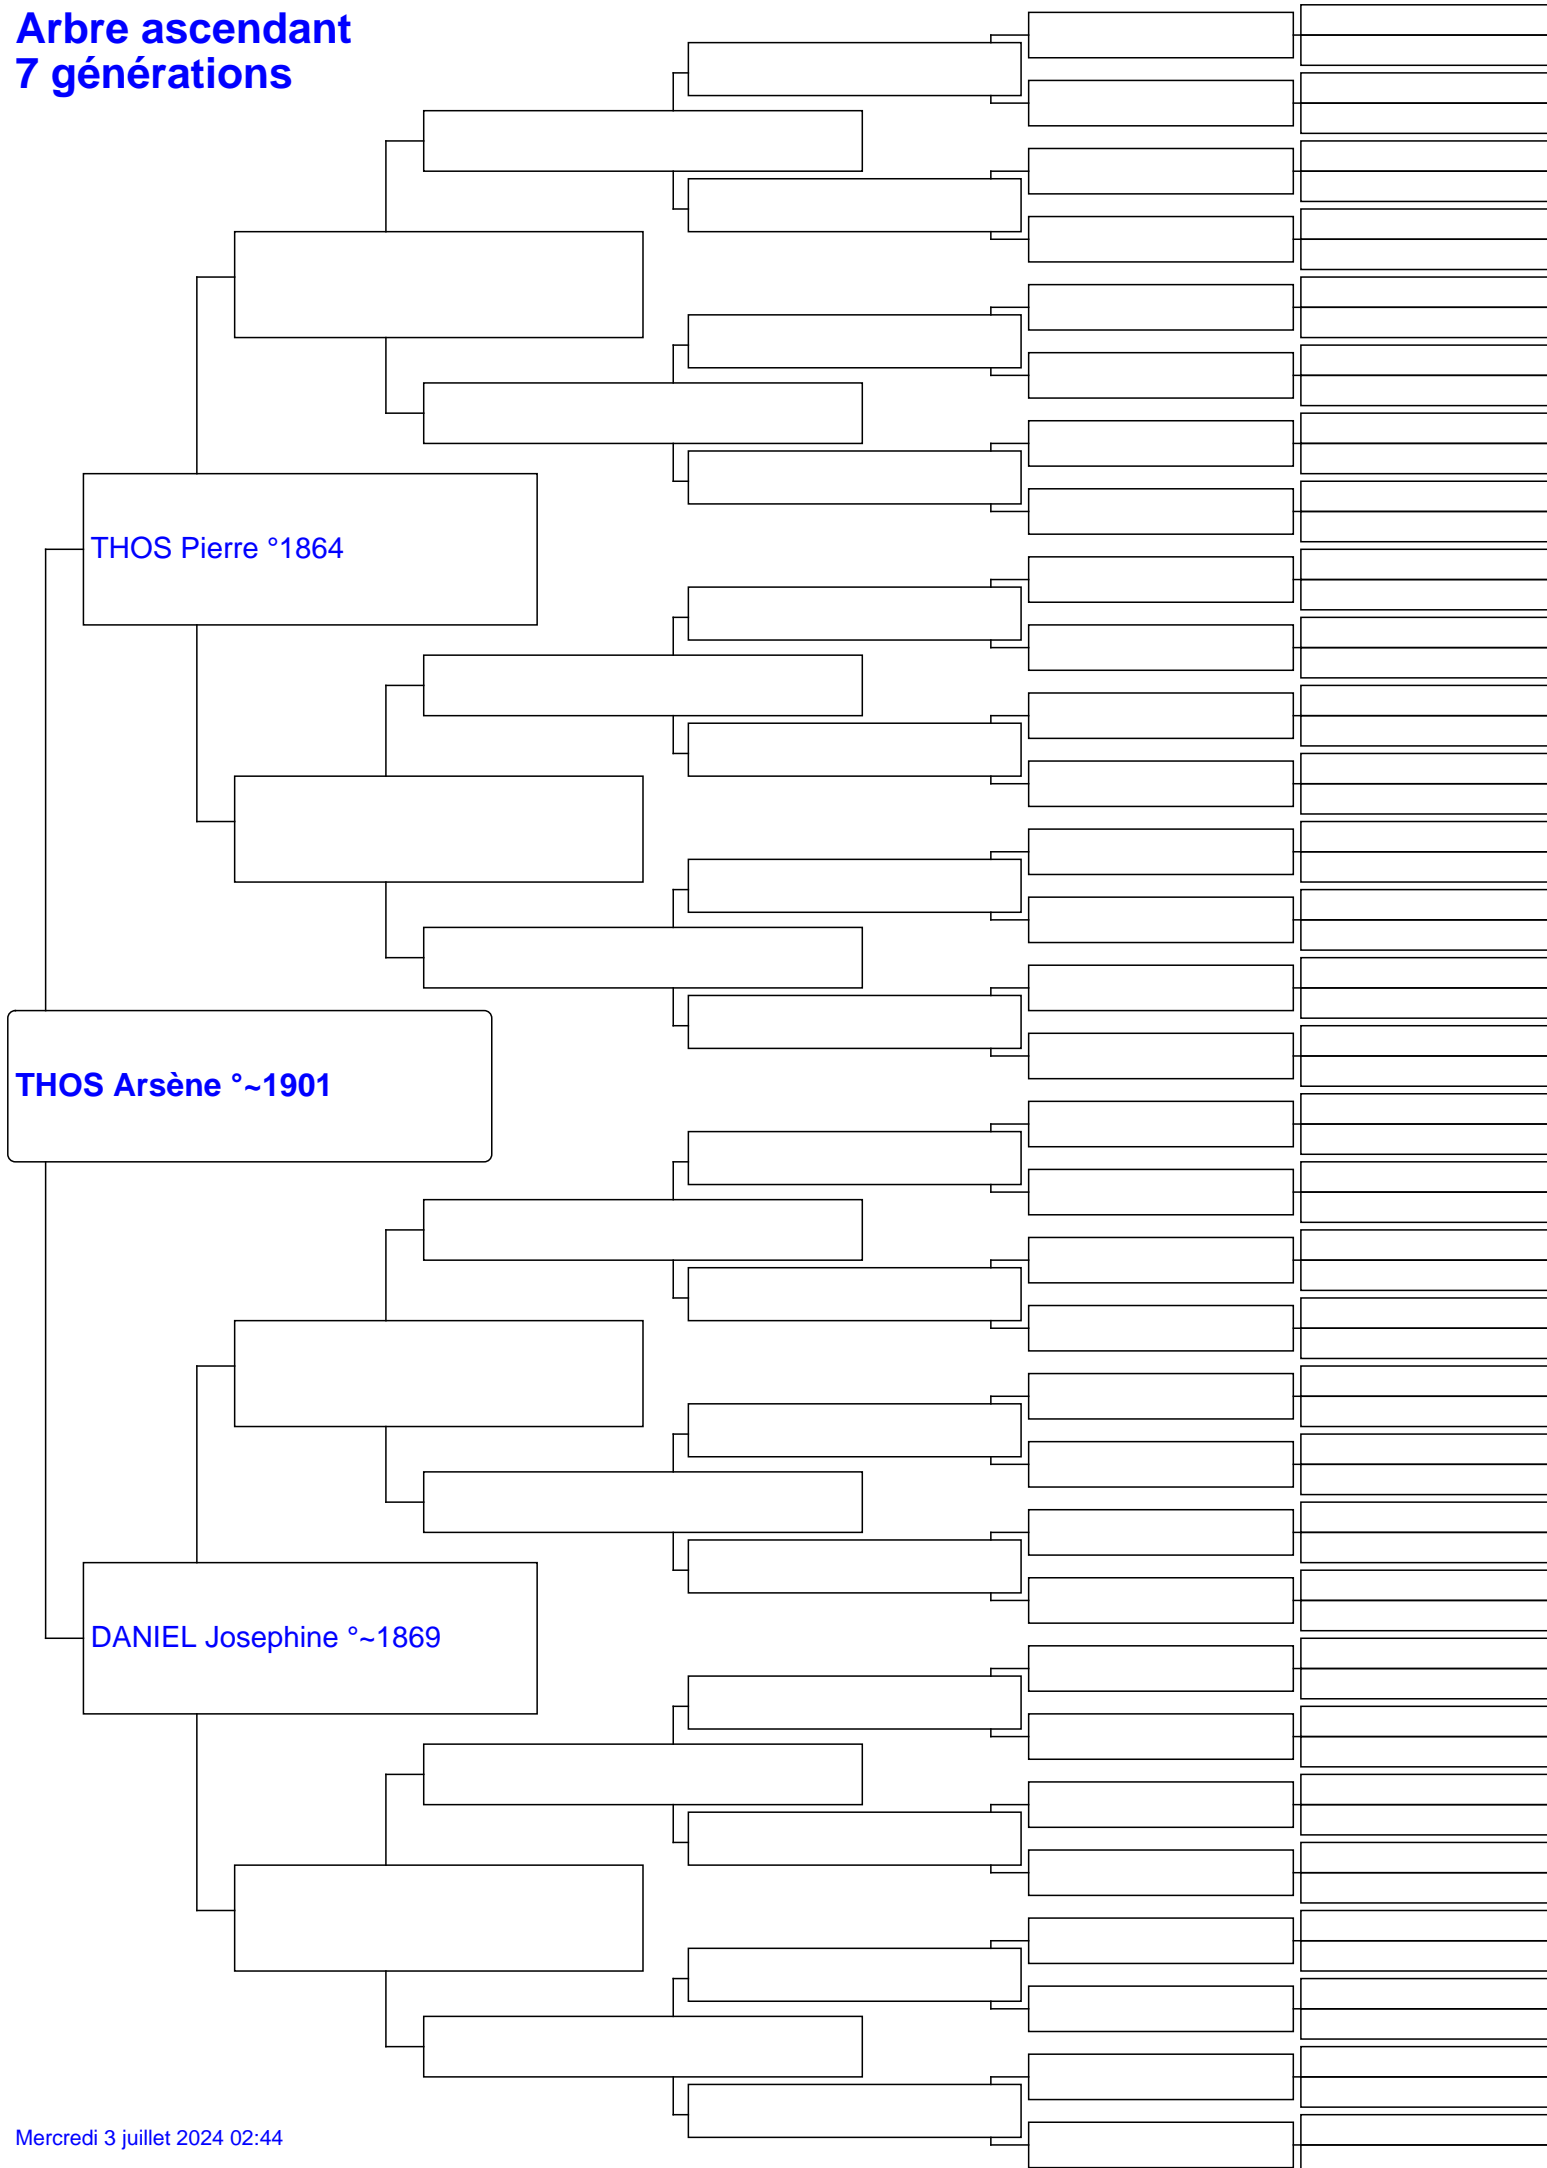 Arbre ascendant
7 générations
THOS Pierre °1864
THOS Arsène °~1901
DANIEL Josephine °~1869
Mercredi 3 juillet 2024 02:44